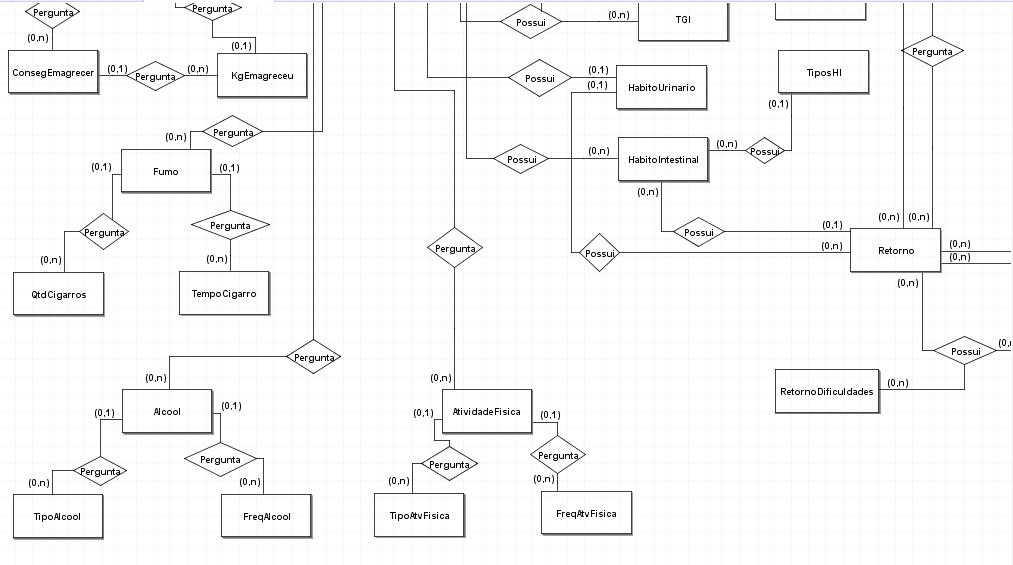 Pergunta
Pergunta
(0,n)
(0,1)
ConsegEmagrecer
(0,1)
Pergunta
(0,n)
KgEmagreceu
Possui
(0,n)
TGI
Possui
(0,1)
(0,1)
HabitoUrinario
TiposHI
(0,1)
Pergunta
Pergunta
(0,n)
Fumo
(0,1)
(0,1)
Possui
(0,n)
HabitoIntestinal
(0,n)
Possui
(0,n)
Pergunta
Pergunta
(0,n)
(0,n)
QtdCigarros
TempoCigarro
Pergunta
Possui
(0,1)
Possui
(0,n)
(0,n)
(0,n)
Retorno
(0,n)
(0,n)
(0,n)
Pergunta
(0,n)
Alcool
(0,1)
(0,1)
Pergunta
Pergunta
(0,n)
(0,n)
TipoAlcool
FreqAlcool
(0,n)
AtividadeFisica
(0,1)
(0,1)
Pergunta
Pergunta
(0,n)
(0,n)
TipoAtvFisica
FreqAtvFisica
Possui
(0,n)
RetornoDificuldades